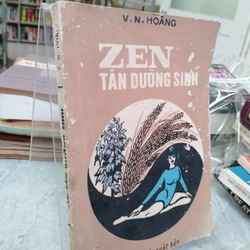 V. N. HOÀNG
ZEN
TÂN DƯỠNG SINH